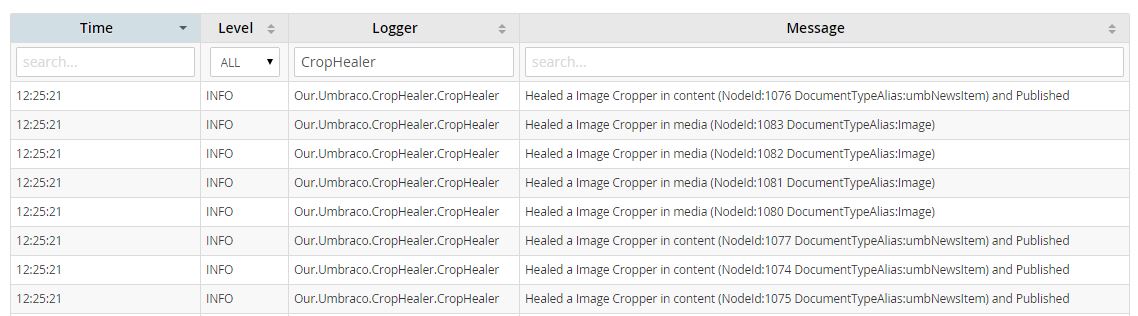 Time Level Logger Message
search... ALL CropHealer search...
12:25:21 INFO Our.Umbraco.CropHealer.CropHealer Healed a Image Cropper in content (NodeId:1076 DocumentTypeAlias:umbNewsItem) and Published
12:25:21 INFO Our.Umbraco.CropHealer.CropHealer Healed a Image Cropper in media (NodeId:1083 DocumentTypeAlias:Image)
12:25:21 INFO Our.Umbraco.CropHealer.CropHealer Healed a Image Cropper in media (NodeId:1082 DocumentTypeAlias:Image)
12:25:21 INFO Our.Umbraco.CropHealer.CropHealer Healed a Image Cropper in media (NodeId:1081 DocumentTypeAlias:Image)
12:25:21 INFO Our.Umbraco.CropHealer.CropHealer Healed a Image Cropper in media (NodeId:1080 DocumentTypeAlias:Image)
12:25:21 INFO Our.Umbraco.CropHealer.CropHealer Healed a Image Cropper in content (NodeId:1077 DocumentTypeAlias:umbNewsItem) and Published
12:25:21 INFO Our.Umbraco.CropHealer.CropHealer Healed a Image Cropper in content (NodeId:1074 DocumentTypeAlias:umbNewsItem) and Published
12:25:21 INFO Our.Umbraco.CropHealer.CropHealer Healed a Image Cropper in content (NodeId:1075 DocumentTypeAlias:umbNewsItem) and Published